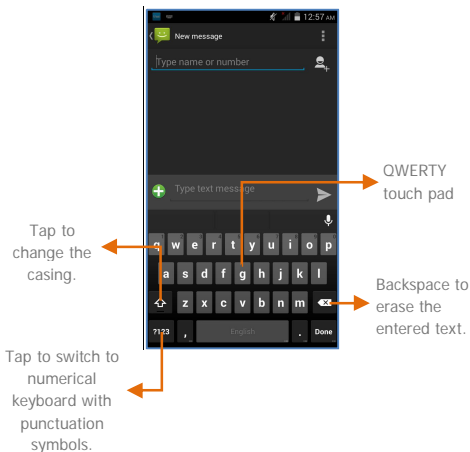 12:57 AM
New message
Type name or number
Type text message
q w e r t y u i o p
a s d f g h j k l
z x c v b n m
?123 , English . Done
QWERTY
touch pad
Tap to
change the
casing.
Backspace to
erase the
entered text.
Tap to switch to
numerical
keyboard with
punctuation
symbols.